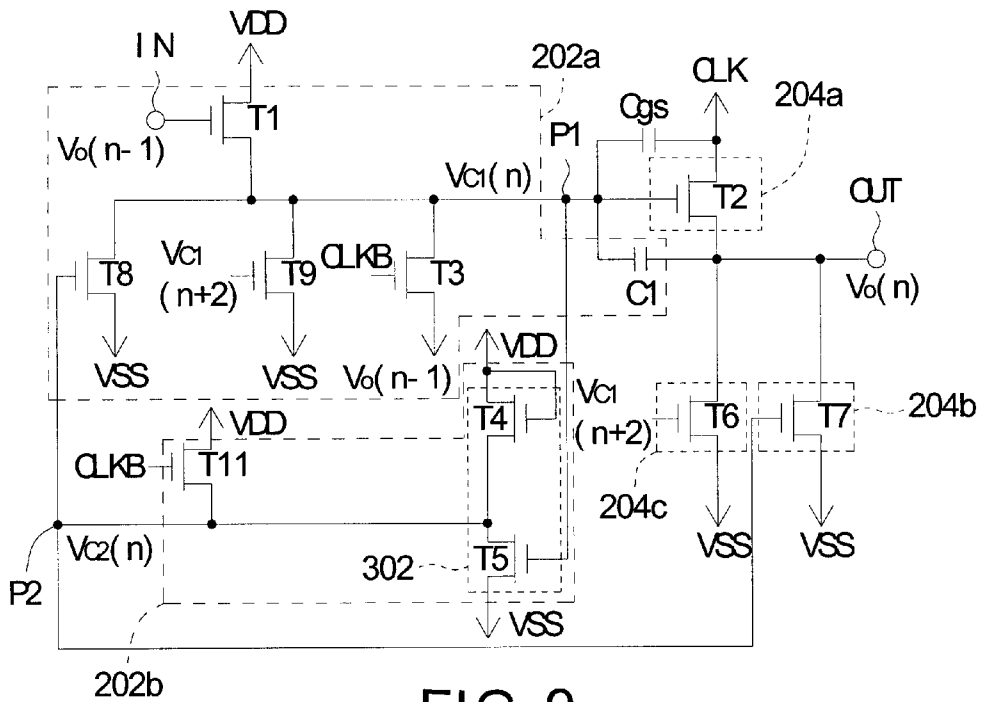 VDD
IN
202a
CLK
204a
Cgs
P1
T1
Vo(n-1)
VC1(n)
T2
OUT
VC1
(n+2)
CLKB
T8
T9
T3
C1
Vo(n)
VSS
VSS
Vo(n-1)
VDD
VDD
T4
VC1
(n+2)
T6
T7
204b
CLKB
T11
204c
VC2(n)
302
T5
VSS
VSS
P2
VSS
202b